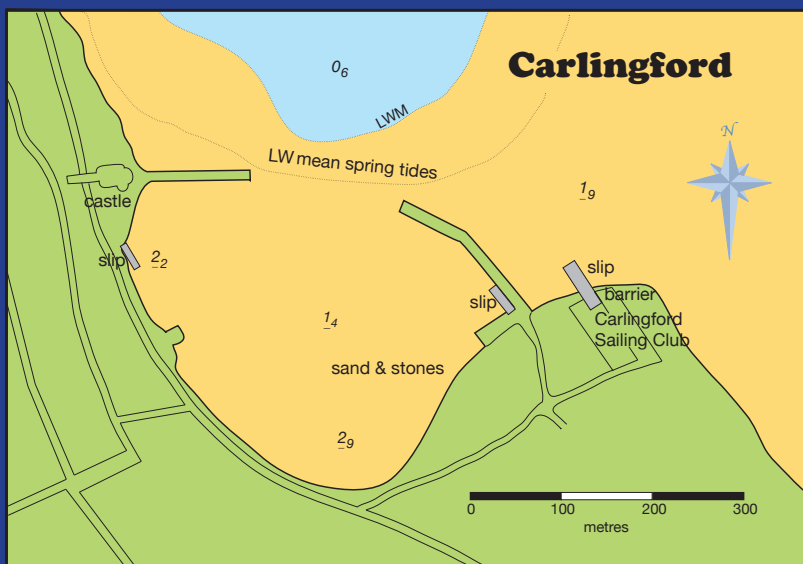 Carlingford
0₆
LWM
N
LW mean spring tides
1₉
castle
slip
2₂
slip
slip
barrier
1₄
Carlingford
Sailing Club
sand & stones
2₉
0 100 200 300
metres